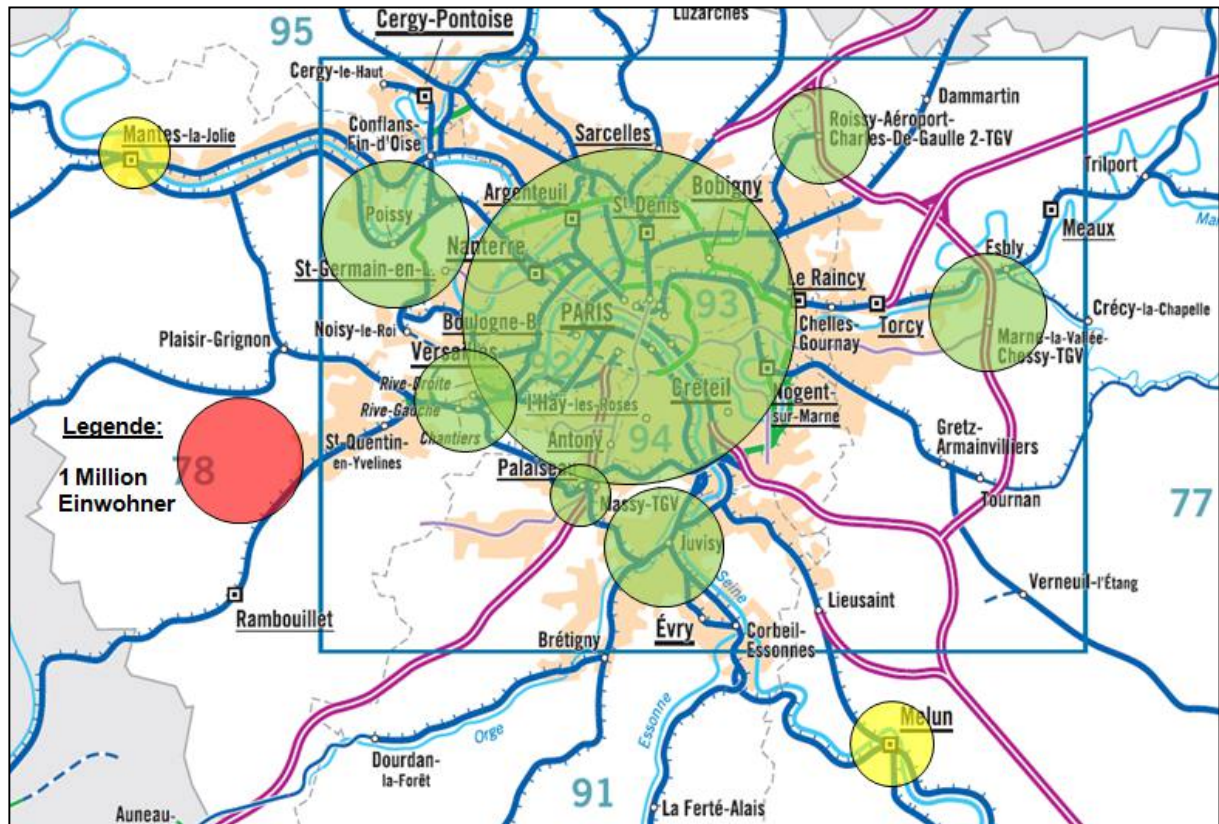 95
Cergy-Pontoise
Luzarches
Cergy-le-Haut
Dammartin
Mantes-la-Jolie
Conflans-
Fin-d'Oise
Sarcelles
Roissy-Aéroport-
Charles-De-Gaulle 2-TGV
Trilport
Argenteuil
St Denis
Bobigny
Poissy
Meaux
Nanterre
Esbly
St-Germain-en-L.
Le Raincy
PARIS
93
Torcy
Crécy-la-Chapelle
Noisy-le-Roi
Boulogne-B
Chelles-
Gournay
Plaisir-Grignon
Versailles
92
Marne-la-Vallée-
Chessy-TGV
Rive-Droite
Creteil
Nogent-
sur-Marne
Rive-Gauche
l'Haÿ-les-Roses
Legende:
Chantiers
Antony
94
Gretz-
Armainvilliers
St-Quentin-
en-Yvelines
78
1 Million
Einwohner
Palaiseau
Massy-TGV
Tournan
77
Juvisy
Seine
Verneuil-l'Étang
Rambouillet
Lieusaint
Évry
Corbeil-
Essonnes
Brétigny
Orge
Essonne
Melun
Dourdan-
la-Forêt
91
La Ferté-Alais
Auneau-